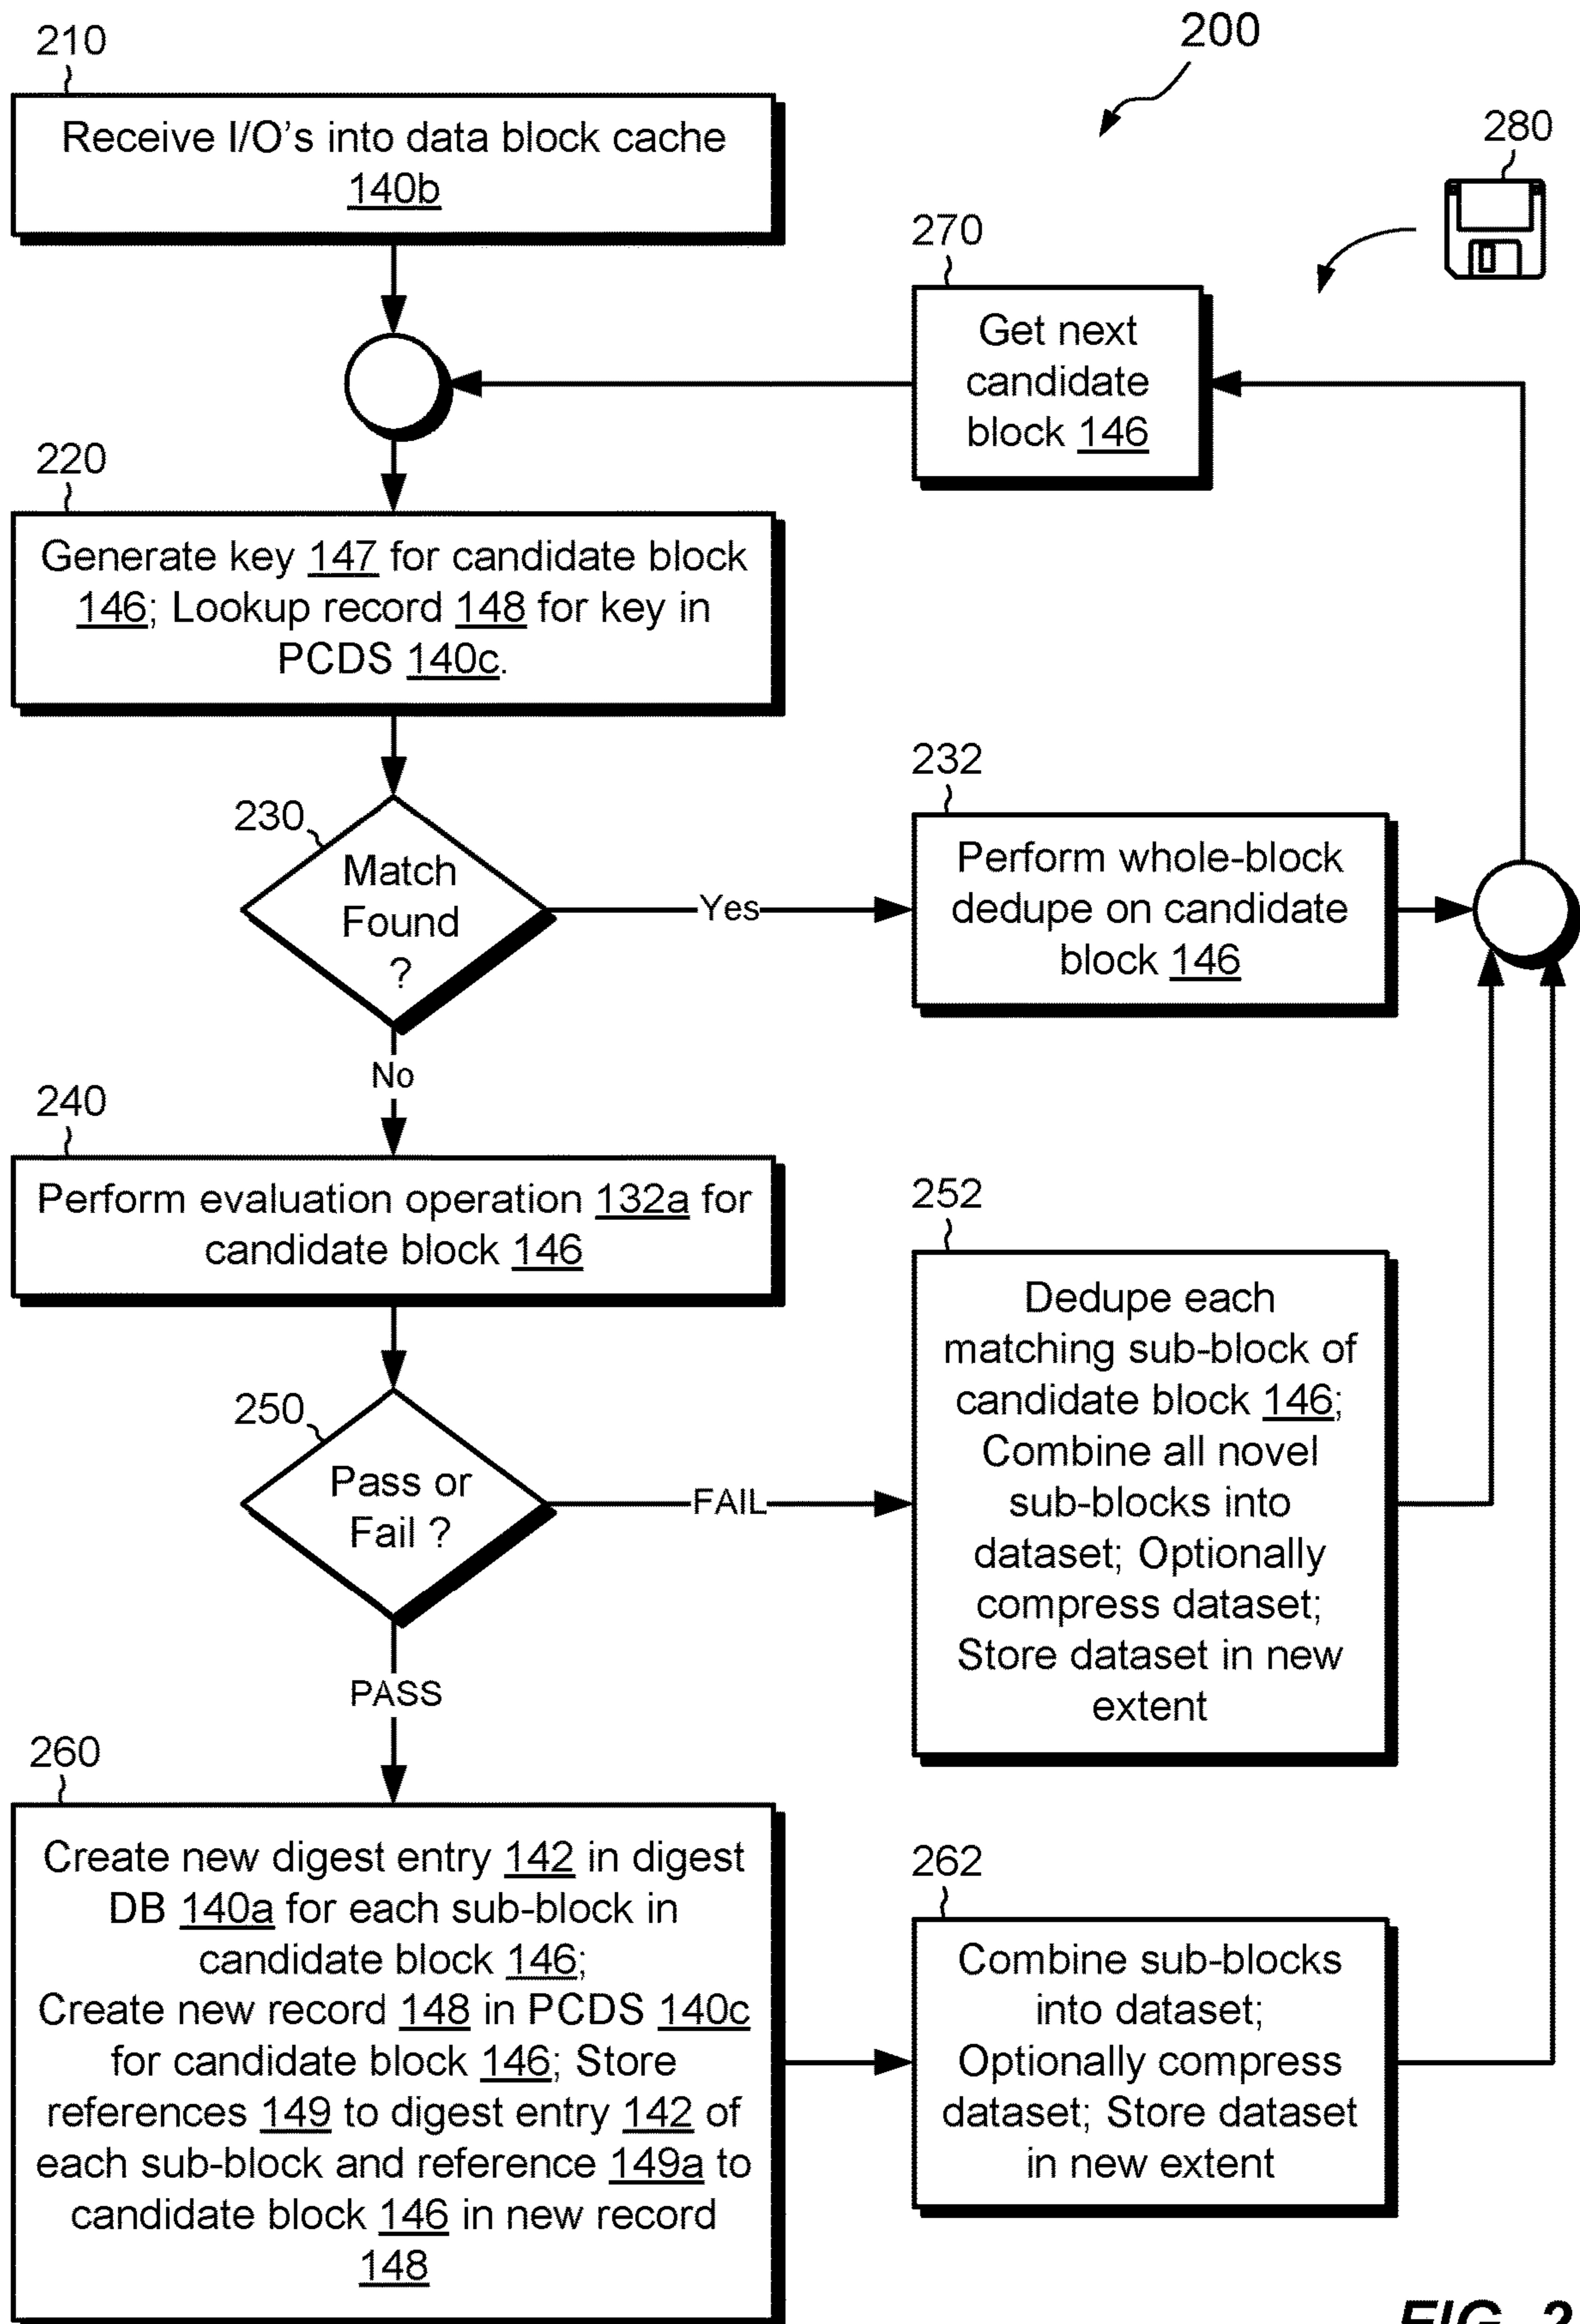 200
210
Receive I/O's into data block cache
140b
280
270
Get next
candidate
block 146
220
Generate key 147 for candidate block
146; Lookup record 148 for key in
PCDS 140c.
230
Match
Found
?
Yes
No
232
Perform whole-block
dedupe on candidate
block 146
240
Perform evaluation operation 132a for
candidate block 146
250
Pass or
Fail ?
FAIL
PASS
252
Dedupe each
matching sub-block of
candidate block 146;
Combine all novel
sub-blocks into
dataset; Optionally
compress dataset;
Store dataset in new
extent
260
Create new digest entry 142 in digest
DB 140a for each sub-block in
candidate block 146;
Create new record 148 in PCDS 140c
for candidate block 146; Store
references 149 to digest entry 142 of
each sub-block and reference 149a to
candidate block 146 in new record
148
262
Combine sub-blocks
into dataset;
Optionally compress
dataset; Store dataset
in new extent
FIG. 2